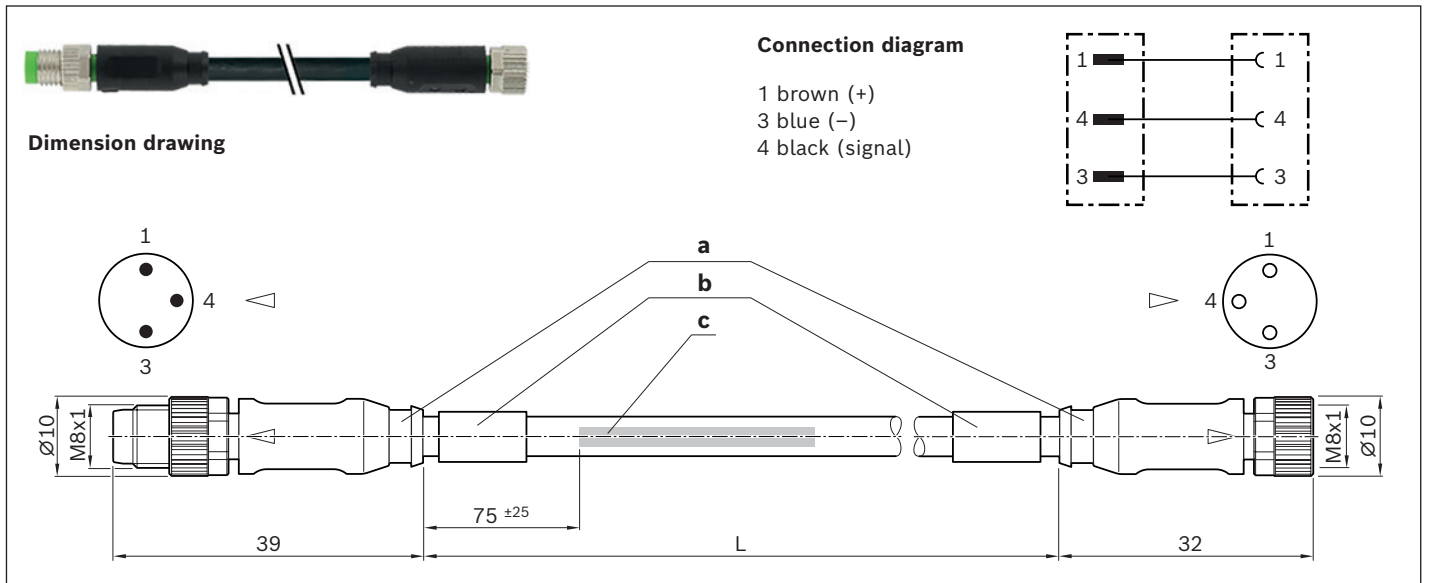 Connection diagram
1 brown (+)
3 blue (−)
4 black (signal)
1 1
4 4
3 3
Dimension drawing
1
4
3
a
b
c
1
4
3
Ø10
M8x1
M8x1
Ø10
75 ±25
39
L
32